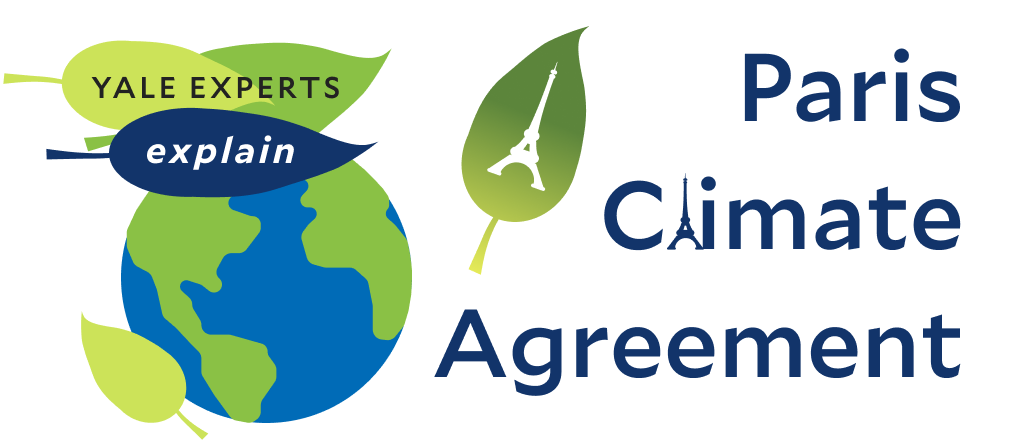 YALE EXPERTS
explain
Paris
Climate
Agreement